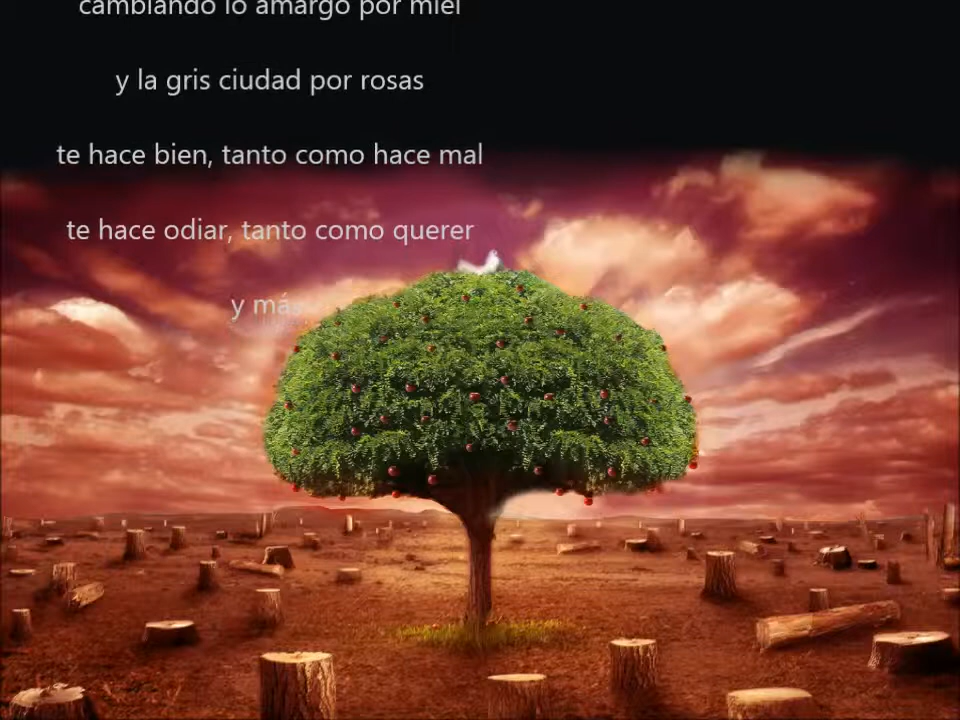 cambiando lo amargo por miel
y la gris ciudad por rosas
te hace bien, tanto como hace mal
te hace odiar, tanto como querer
y más